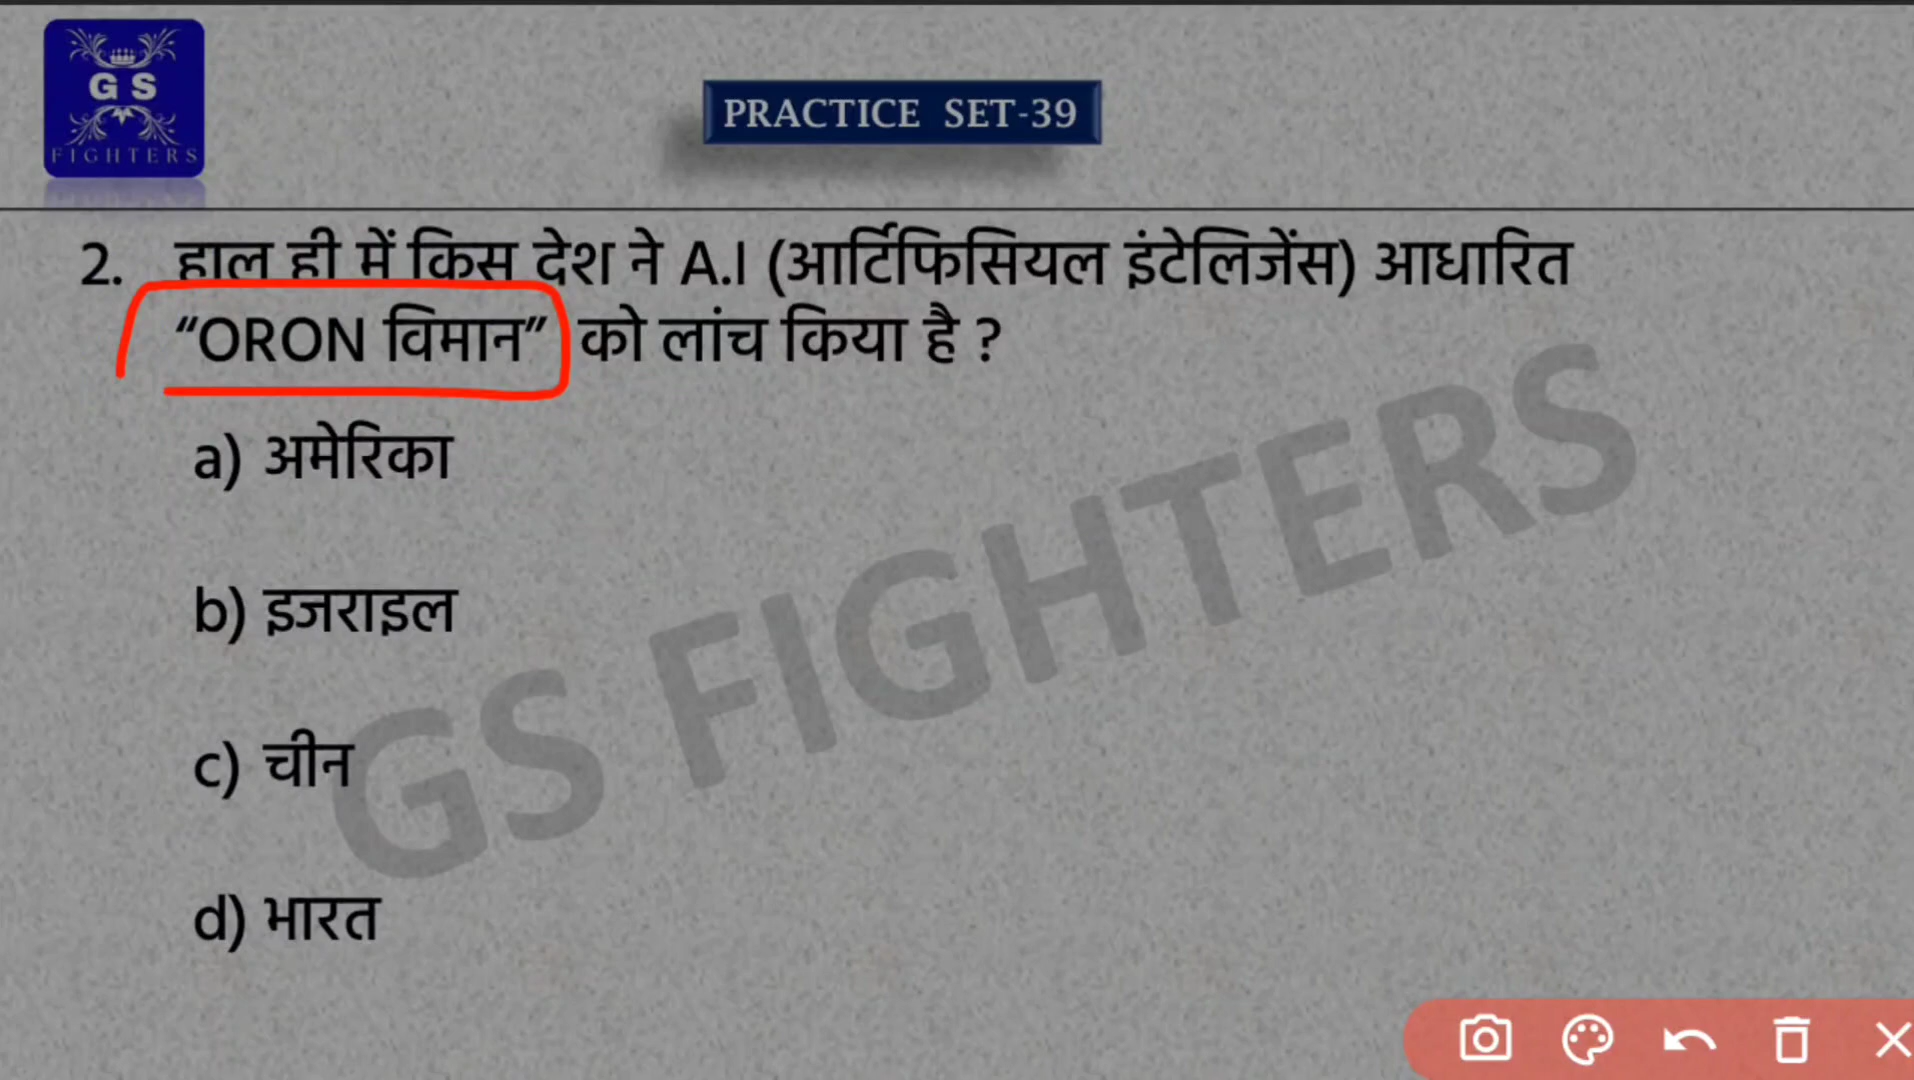 G S
FIGHTERS
PRACTICE SET-39
2. हाल ही में किस देश ने A.I (आर्टिफिसियल इंटेलिजेंस) आधारित
“ORON विमान” को लांच किया है ?
a) अमेरिका
b) इजराइल
c) चीन
d) भारत
GS FIGHTERS